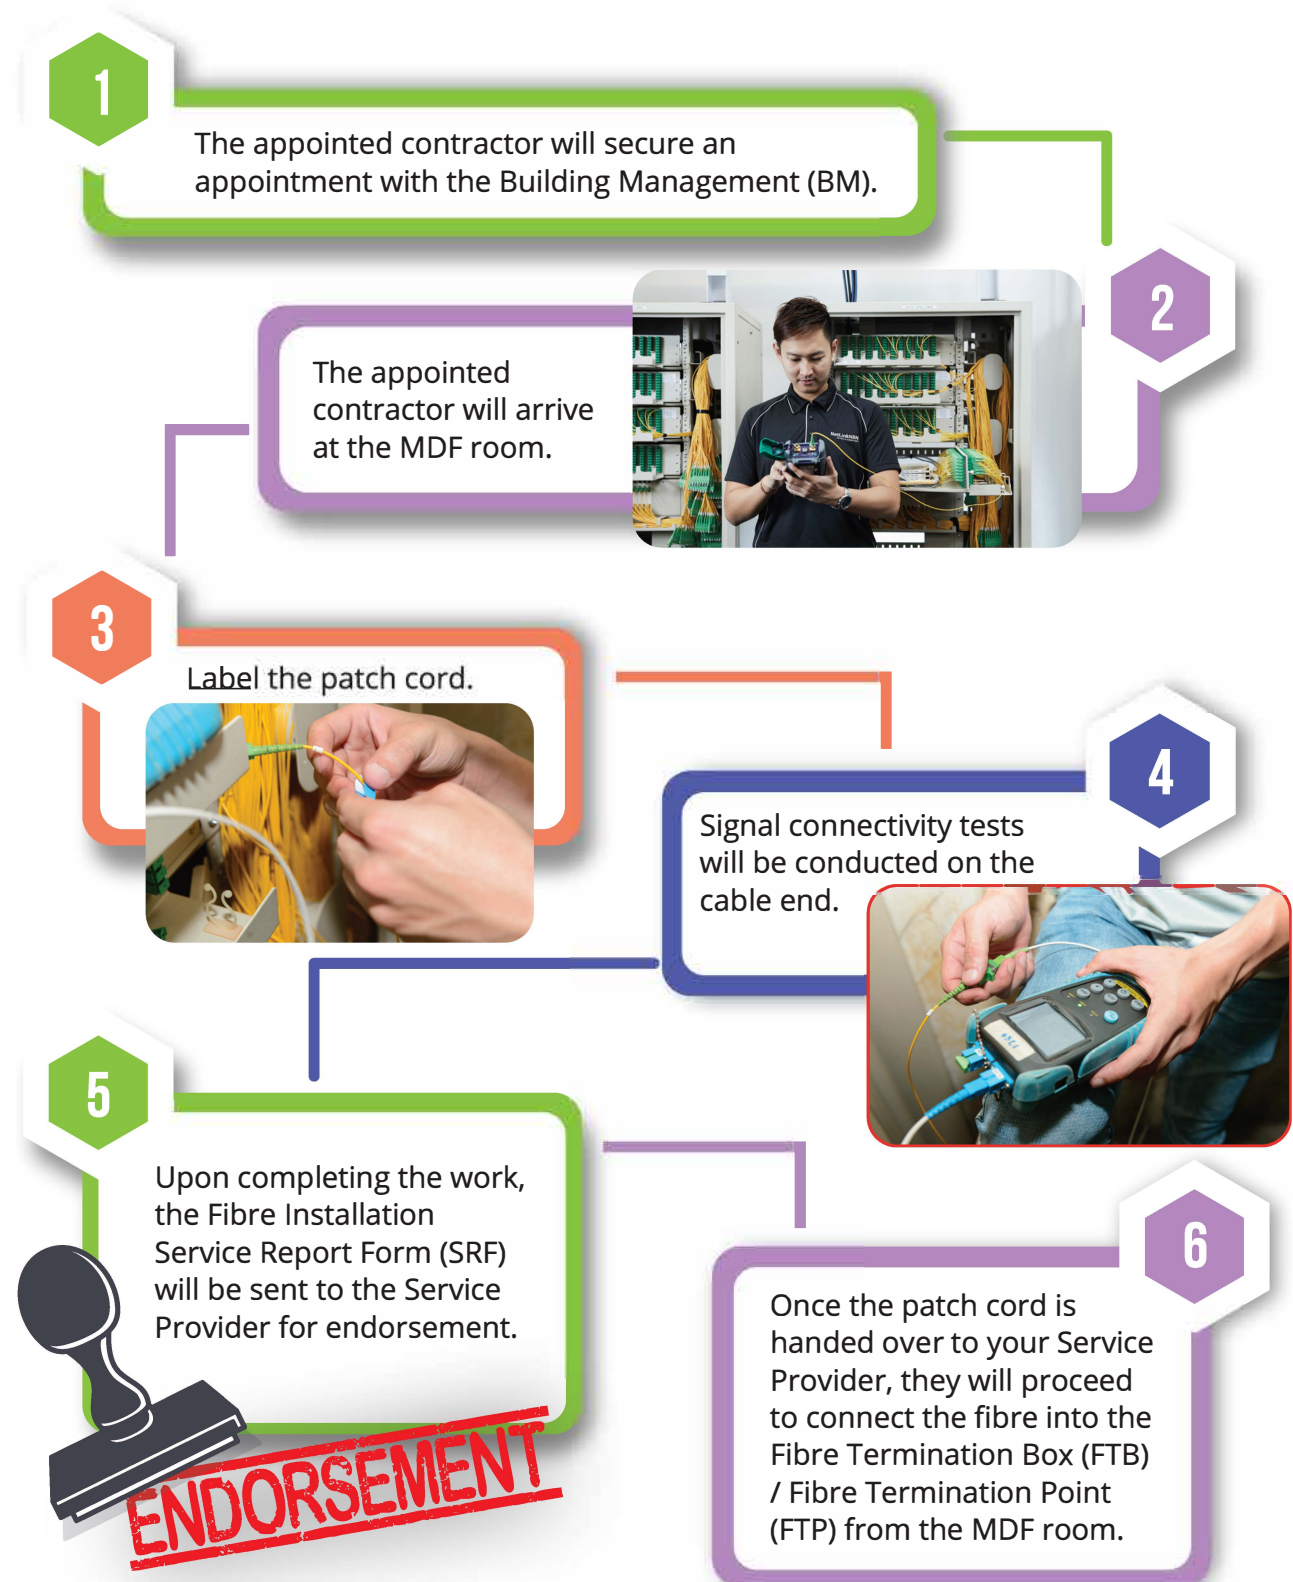 1
The appointed contractor will secure an
appointment with the Building Management (BM).
2
The appointed
contractor will arrive
at the MDF room.
NetLinkNBN
3
Label the patch cord.
4
Signal connectivity tests
will be conducted on the
cable end.
5
Upon completing the work,
the Fibre Installation
Service Report Form (SRF)
will be sent to the Service
Provider for endorsement.
ENDORSEMENT
6
Once the patch cord is
handed over to your Service
Provider, they will proceed
to connect the fibre into the
Fibre Termination Box (FTB)
/ Fibre Termination Point
(FTP) from the MDF room.